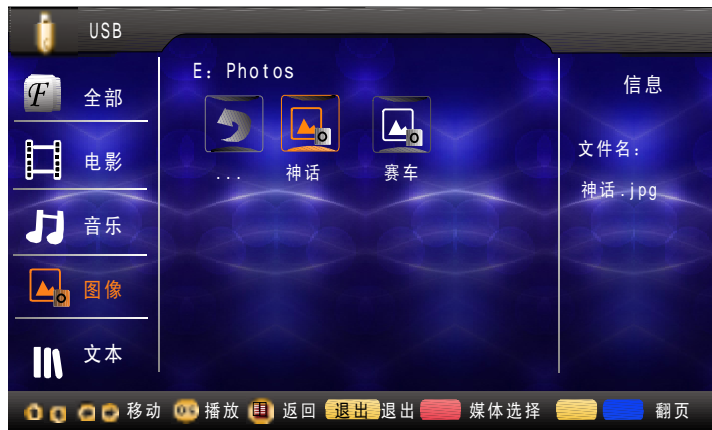 USB
全部
电影
音乐
图像
文本
E: Photos
...
神话
赛车
信息
文件名：
神话.jpg
移动 OK 播放 返回 退出 退出 媒体选择 翻页